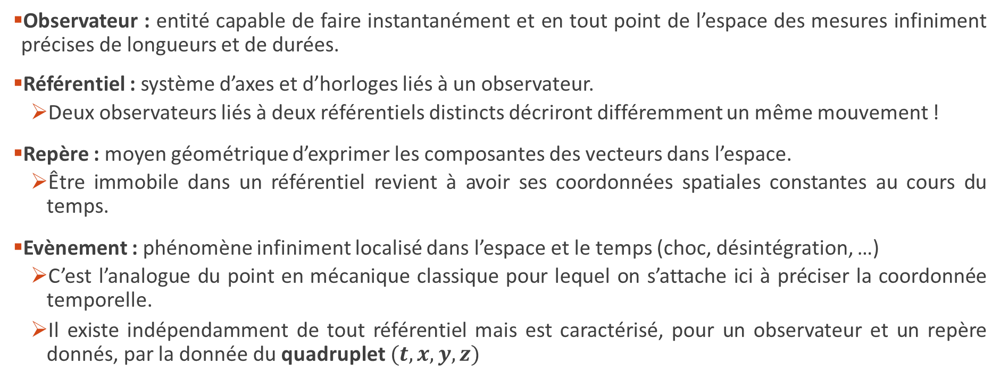 ▪Observateur : entité capable de faire instantanément et en tout point de l’espace des mesures infiniment
précises de longueurs et de durées.
▪Référentiel : système d’axes et d’horloges liés à un observateur.
➢Deux observateurs liés à deux référentiels distincts décriront différemment un même mouvement !
▪Repère : moyen géométrique d’exprimer les composantes des vecteurs dans l’espace.
➢Être immobile dans un référentiel revient à avoir ses coordonnées spatiales constantes au cours du
temps.
▪Evènement : phénomène infiniment localisé dans l’espace et le temps (choc, désintégration, …)
➢C’est l’analogue du point en mécanique classique pour lequel on s’attache ici à préciser la coordonnée
temporelle.
➢Il existe indépendamment de tout référentiel mais est caractérisé, pour un observateur et un repère
donnés, par la donnée du quadruplet (t, x, y, z)